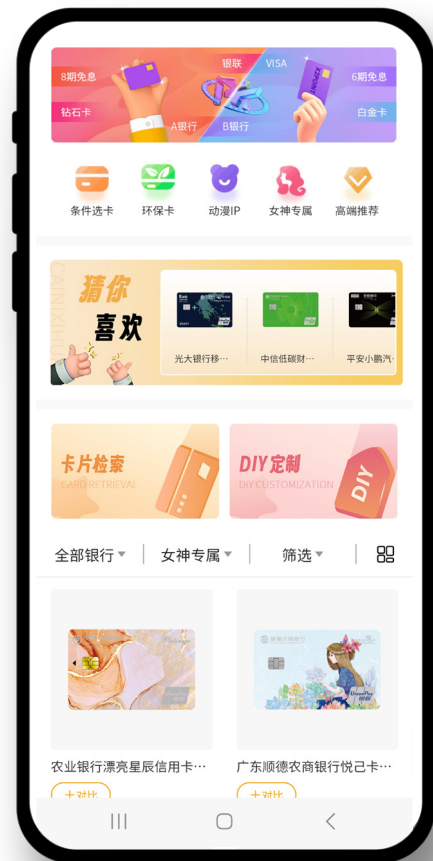 银联 VISA
8期免息 6期免息
钻石卡 白金卡
A银行 B银行
条件选卡 环保卡 动漫IP 女神专属 高端推荐
猜你
喜欢
光大银行移… 中信低碳财… 平安小鹏汽…
卡片检索
CARD RETRIEVAL
DIY定制
DIY CUSTOMIZATION
DIY
全部银行 女神专属 筛选
农业银行漂亮星辰信用卡… 广东顺德农商银行悦己卡…
+对比 +对比